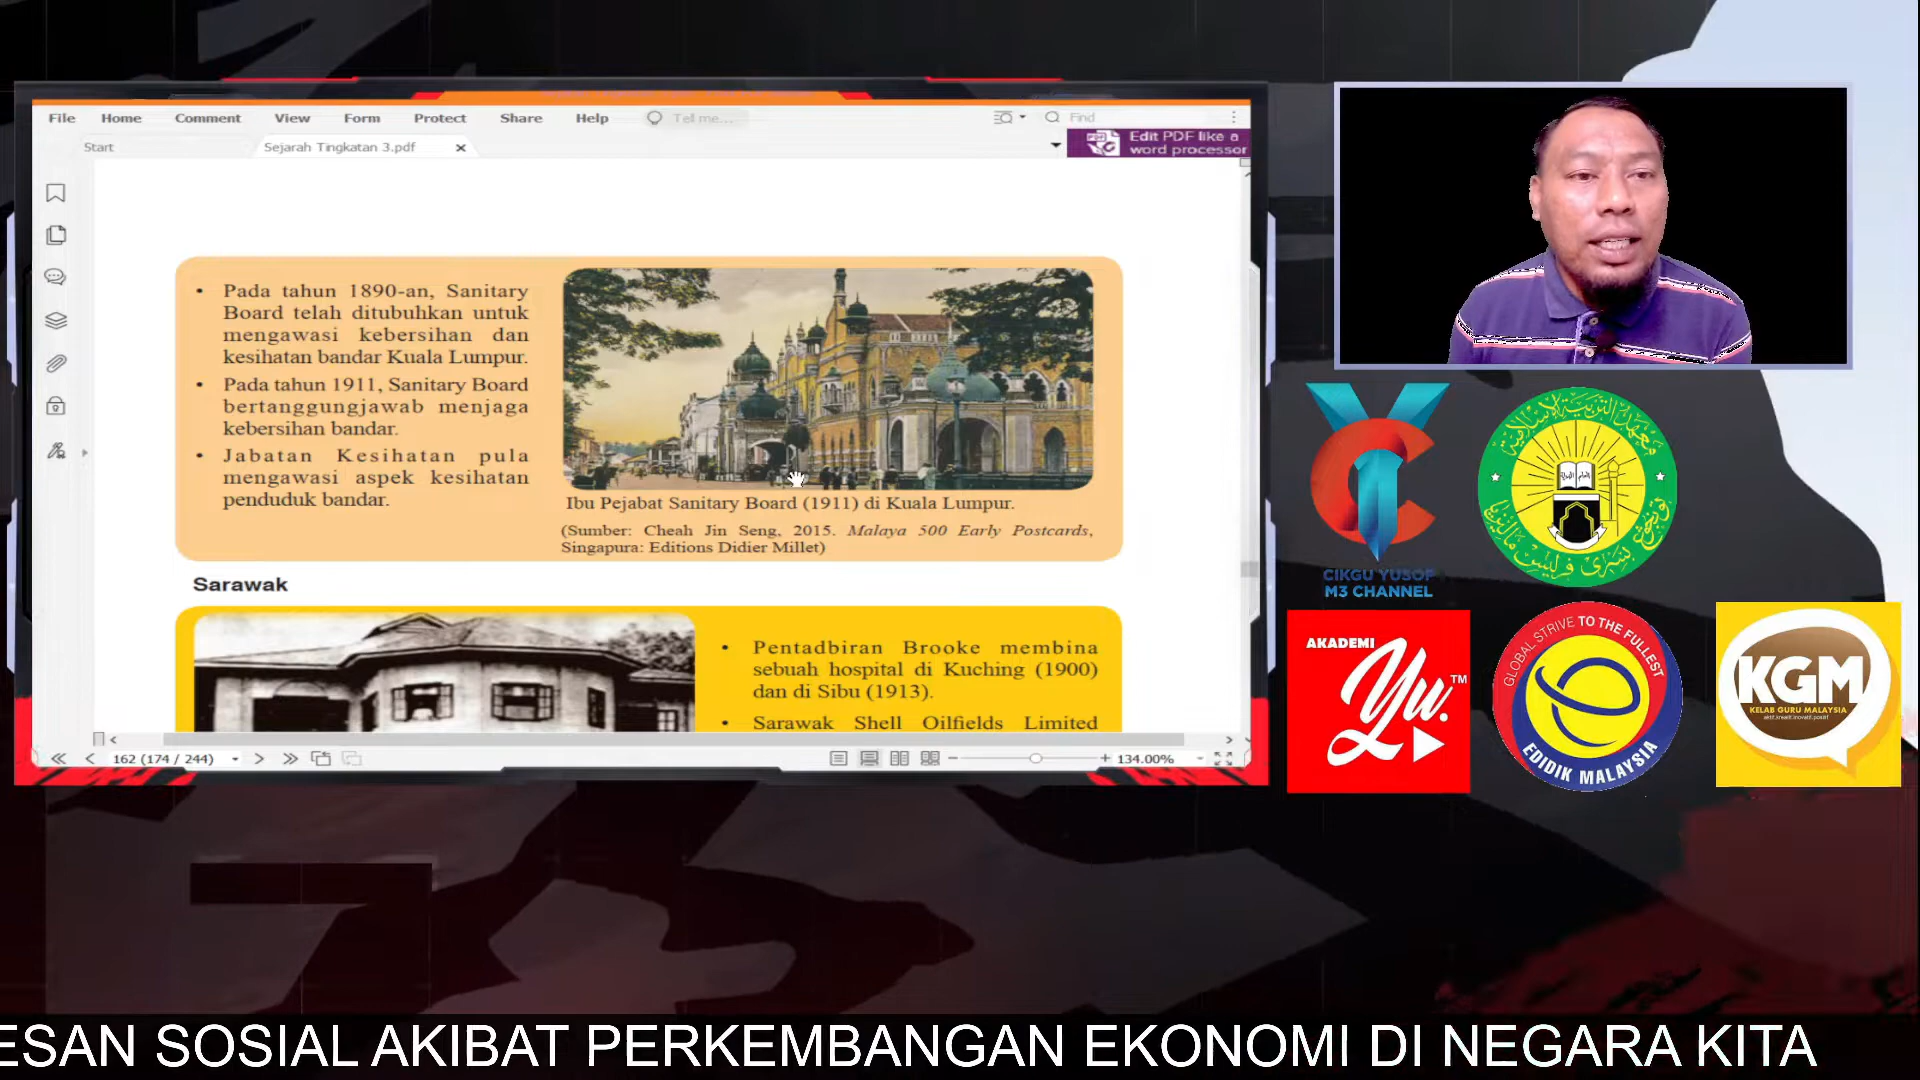 File Home Comment View Form Protect Share Help Tell me... Find
Start Sejarah Tingkatan 3.pdf
Edit PDF like a
word processor
• Pada tahun 1890-an, Sanitary
Board telah ditubuhkan untuk
mengawasi kebersihan dan
kesihatan bandar Kuala Lumpur.
• Pada tahun 1911, Sanitary Board
bertanggungjawab menjaga
kebersihan bandar.
• Jabatan Kesihatan pula
mengawasi aspek kesihatan
penduduk bandar.
Ibu Pejabat Sanitary Board (1911) di Kuala Lumpur.
(Sumber: Cheah Jin Seng, 2015. Malaya 500 Early Postcards,
Singapura: Editions Didier Millet)
Sarawak
• Pentadbiran Brooke membina
sebuah hospital di Kuching (1900)
dan di Sibu (1913).
• Sarawak Shell Oilfields Limited
162 (174 / 244)
134.00%
CIKGU YUSOF
M3 CHANNEL
AKADEMI
Yu.
TM
GLOBAL STRIVE TO THE FULLEST
EDIDIK MALAYSIA
KGM
KELAB GURU MALAYSIA
aktif.kreatif.inovatif.positif
ESAN SOSIAL AKIBAT PERKEMBANGAN EKONOMI DI NEGARA KITA